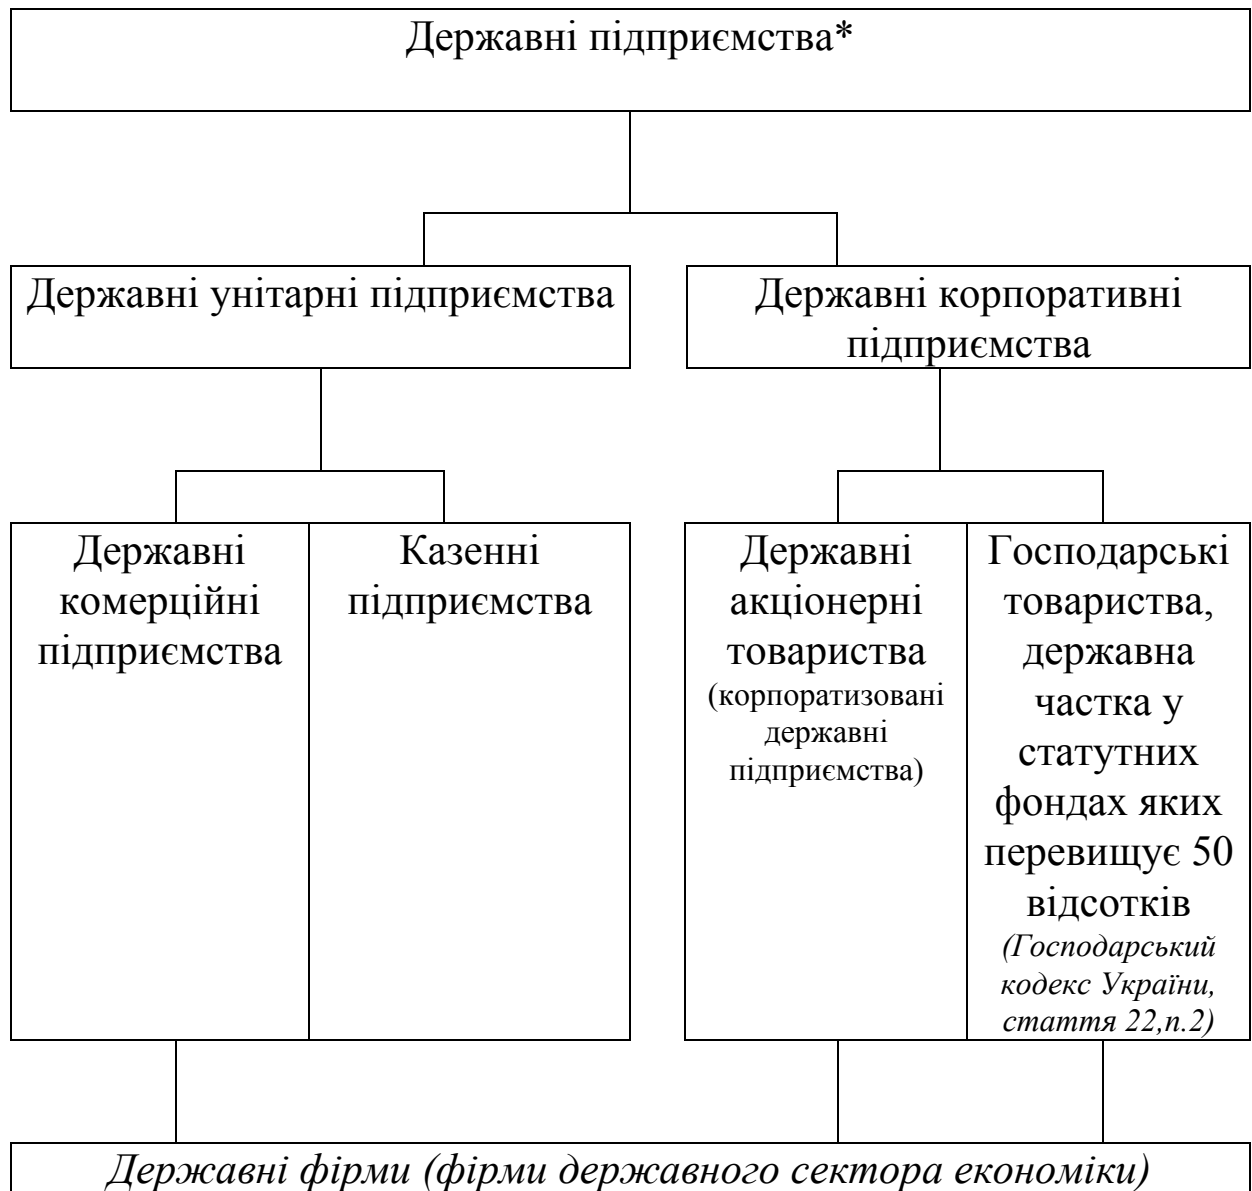 Державні підприємства*
Державні унітарні підприємства
Державні корпоративні
підприємства
Державні
комерційні
підприємства
Казенні
підприємства
Державні
акціонерні
товариства
(корпоратизовані
державні
підприємства)
Господарські
товариства,
державна
частка у
статутних
фондах яких
перевищує 50
відсотків
(Господарський
кодекс України,
стаття 22,п.2)
Державні фірми (фірми державного сектора економіки)